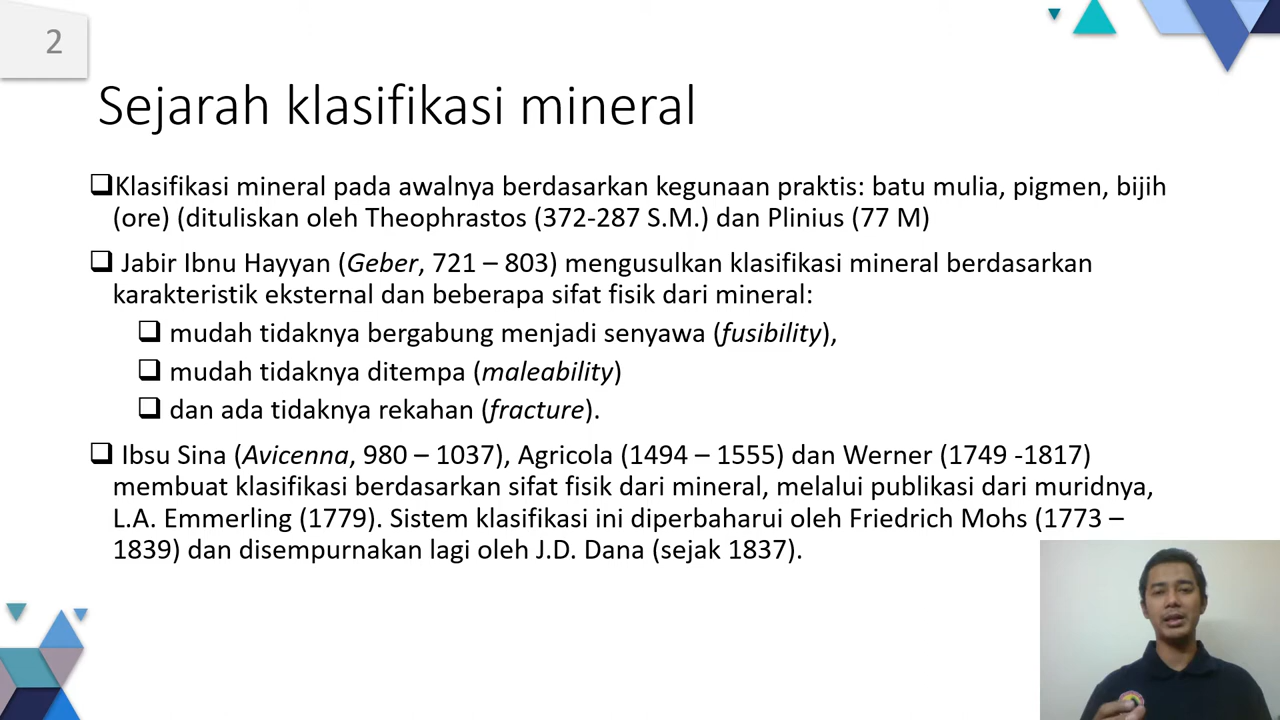 2
Sejarah klasifikasi mineral
❑Klasifikasi mineral pada awalnya berdasarkan kegunaan praktis: batu mulia, pigmen, bijih
(ore) (dituliskan oleh Theophrastos (372-287 S.M.) dan Plinius (77 M)
❑ Jabir Ibnu Hayyan (Geber, 721 – 803) mengusulkan klasifikasi mineral berdasarkan
karakteristik eksternal dan beberapa sifat fisik dari mineral:
❑ mudah tidaknya bergabung menjadi senyawa (fusibility),
❑ mudah tidaknya ditempa (maleability)
❑ dan ada tidaknya rekahan (fracture).
❑ Ibsu Sina (Avicenna, 980 – 1037), Agricola (1494 – 1555) dan Werner (1749 -1817)
membuat klasifikasi berdasarkan sifat fisik dari mineral, melalui publikasi dari muridnya,
L.A. Emmerling (1779). Sistem klasifikasi ini diperbaharui oleh Friedrich Mohs (1773 –
1839) dan disempurnakan lagi oleh J.D. Dana (sejak 1837).